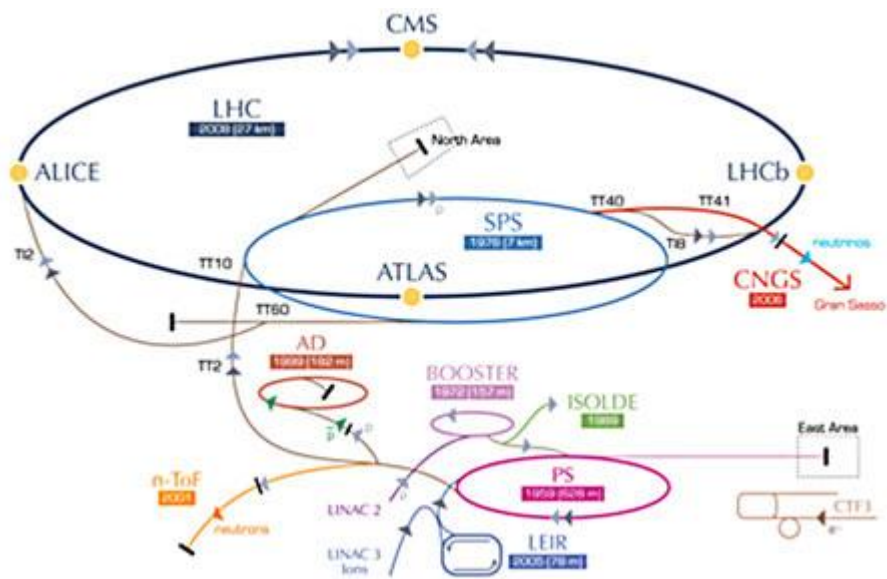 CMS
LHC
2008 (27 km)
North Area
ALICE
LHCb
TT40
TT41
SPS
1976 (7 km)
TI8
neutrinos
TI2
TT10
ATLAS
CNGS
2006
Gran Sasso
TT60
AD
1999 (182 m)
TT2
BOOSTER
1972 (157 m)
ISOLDE
1989
East Area
p
p
n-ToF
2001
PS
1959 (628 m)
LINAC 2
neutrons
CTF3
e-
LINAC 3
Ions
LEIR
2005 (78 m)